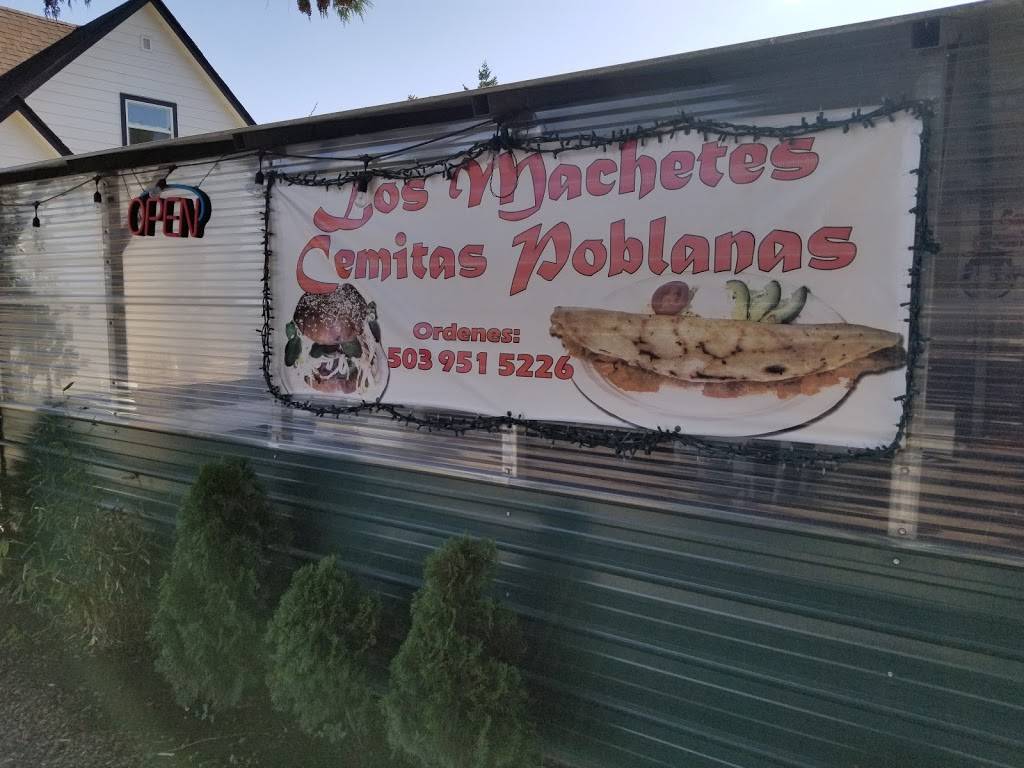 OPEN
Los Machetes
Cemitas Poblanas
Ordenes:
503 951 5226